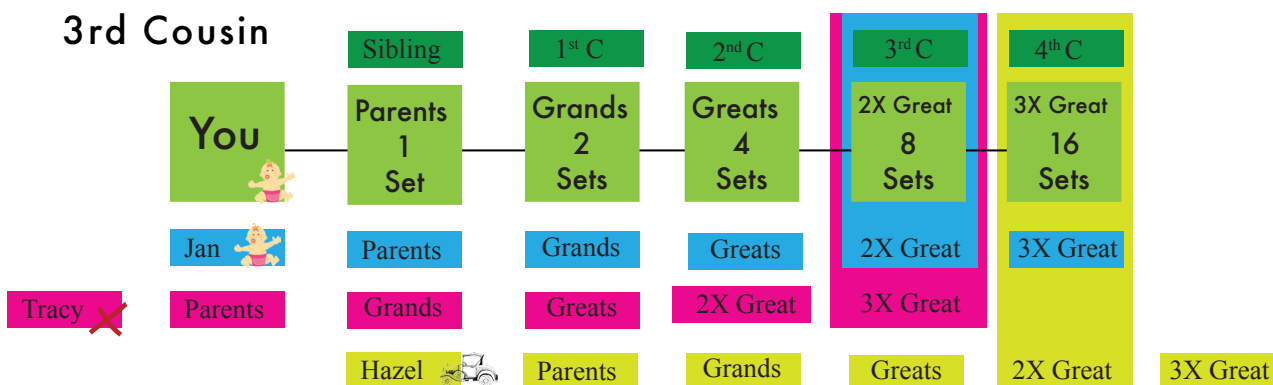 3rd Cousin
Sibling 1st C 2nd C 3rd C 4th C
You
Parents
1
Set
Grands
2
Sets
Greats
4
Sets
2X Great
8
Sets
3X Great
16
Sets
Jan Parents Grands Greats 2X Great 3X Great
Tracy Parents Grands Greats 2X Great 3X Great
Hazel Parents Grands Greats 2X Great 3X Great